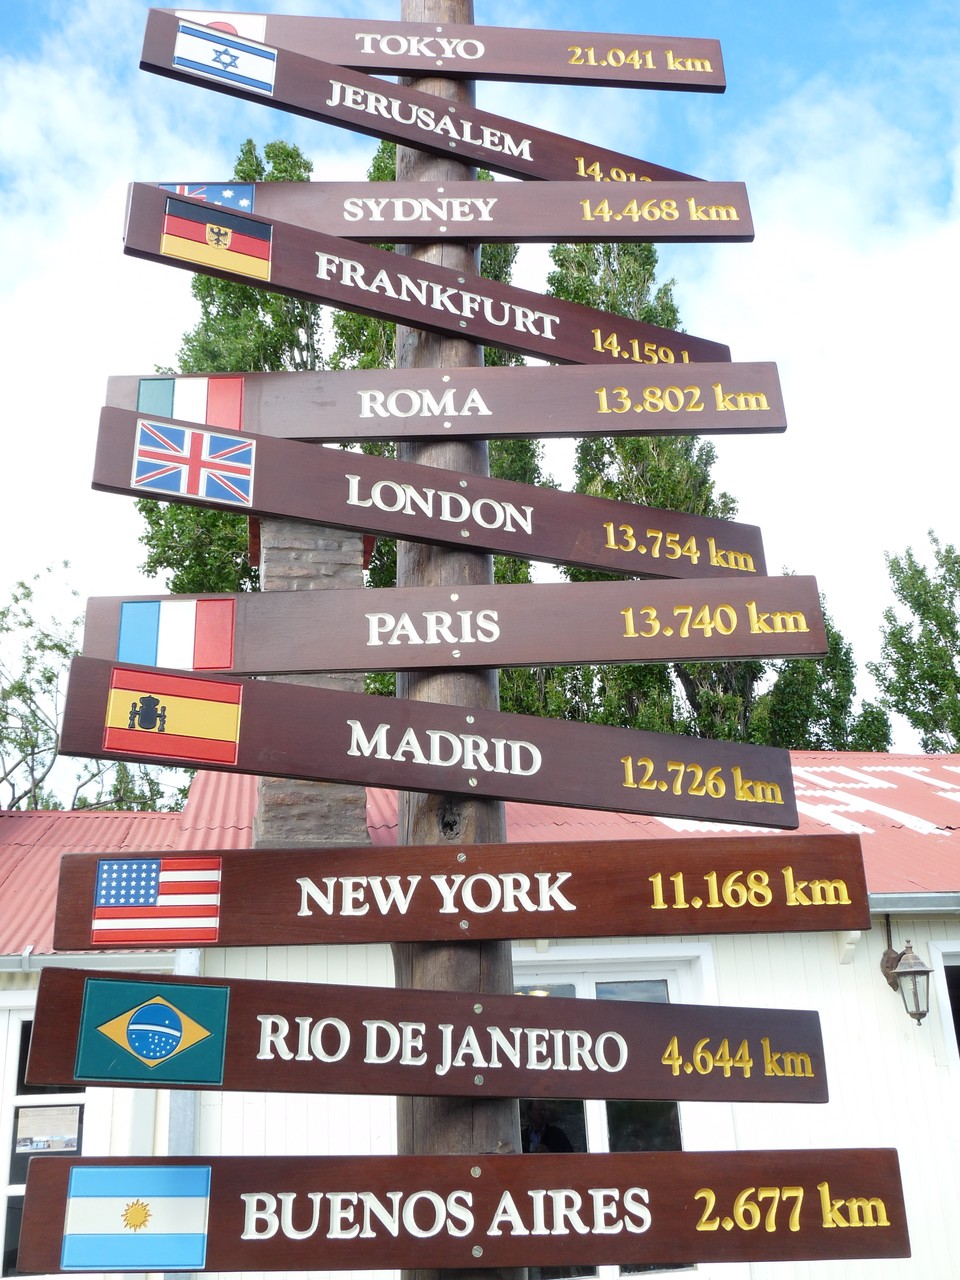 TOKYO 21.041 km
JERUSALEM
SYDNEY 14.468 km
FRANKFURT 14.159
ROMA 13.802 km
LONDON 13.754 km
PARIS 13.740 km
MADRID 12.726 km
NEW YORK 11.168 km
RIO DE JANEIRO 4.644 km
BUENOS AIRES 2.677 km